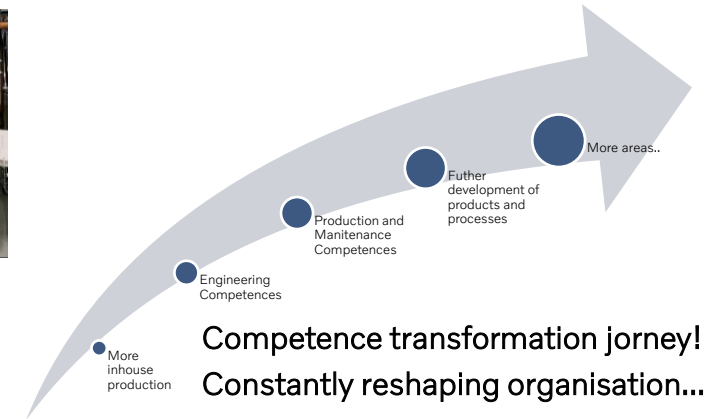 More areas..
Futher
development of
products and
processes
Production and
Manitenance
Competences
Engineering
Competences
More
inhouse
production
Competence transformation jorney!
Constantly reshaping organisation...